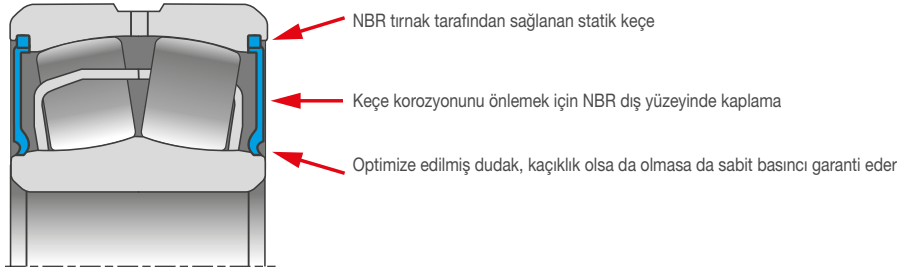 NBR tırnak tarafından sağlanan statik keçe
Keçe korozyonunu önlemek için NBR dış yüzeyinde kaplama
Optimize edilmiş dudak, kaçıklık olsa da olmasa da sabit basıncı garanti eder